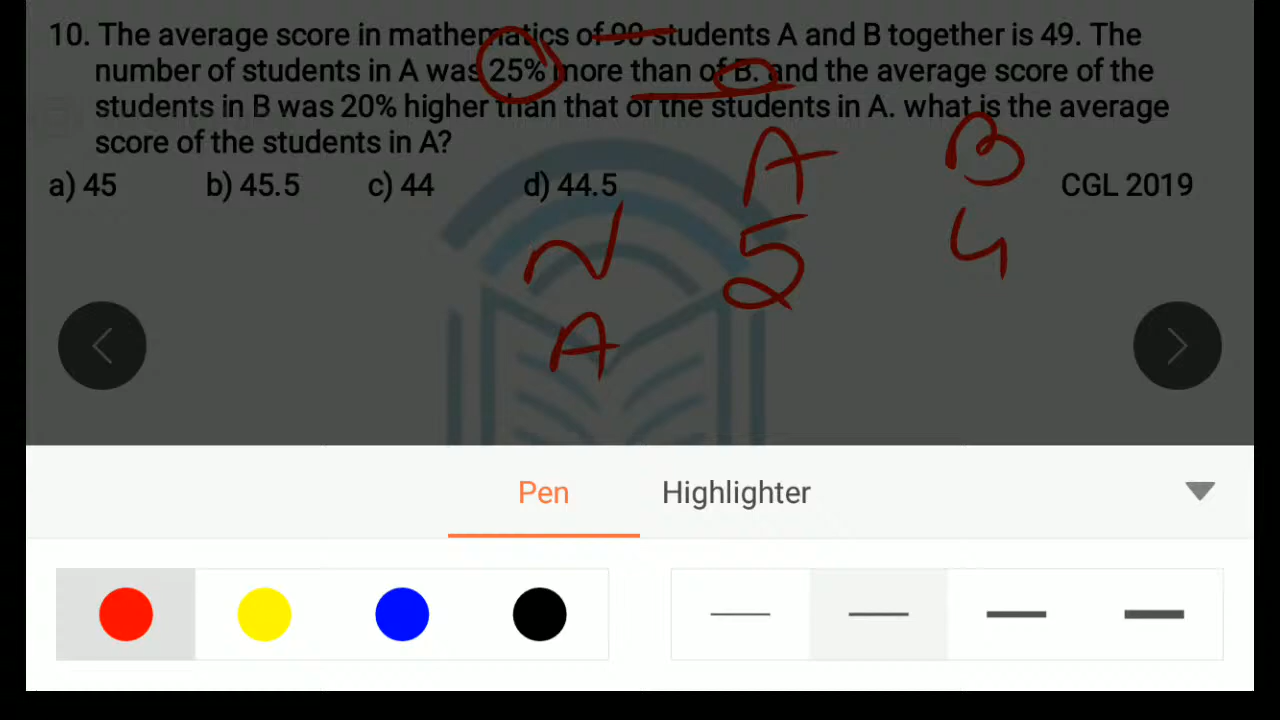 10. The average score in mathematics of 90 students A and B together is 49. The
number of students in A was 25% more than of B. and the average score of the
students in B was 20% higher than that of the students in A. what is the average
score of the students in A?
a) 45 b) 45.5 c) 44 d) 44.5 CGL 2019
A B
N 5 4
A
Pen Highlighter